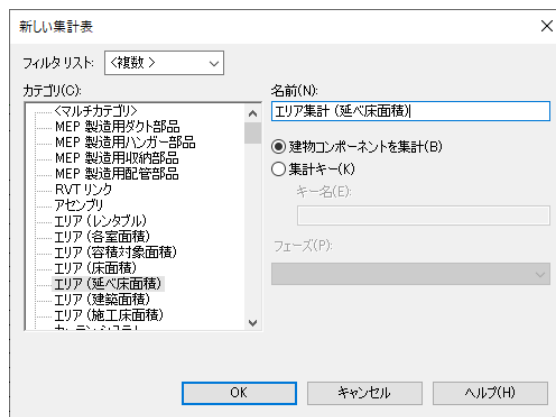 新しい集計表
フィルタ リスト: <複数>
カテゴリ(C):
<マルチカテゴリ>
MEP 製造用ダクト部品
MEP 製造用ハンガー部品
MEP 製造用収納部品
MEP 製造用配管部品
RVT リンク
アセンブリ
エリア (レンタブル)
エリア (各室面積)
エリア (容積対象面積)
エリア (床面積)
エリア (延べ床面積)
エリア (建築面積)
エリア (施工床面積)
名前(N):
エリア集計 (延べ床面積)
建物コンポーネントを集計(B)
集計キー(K)
キー名(E):
フェーズ(P):
OK
キャンセル
ヘルプ(H)